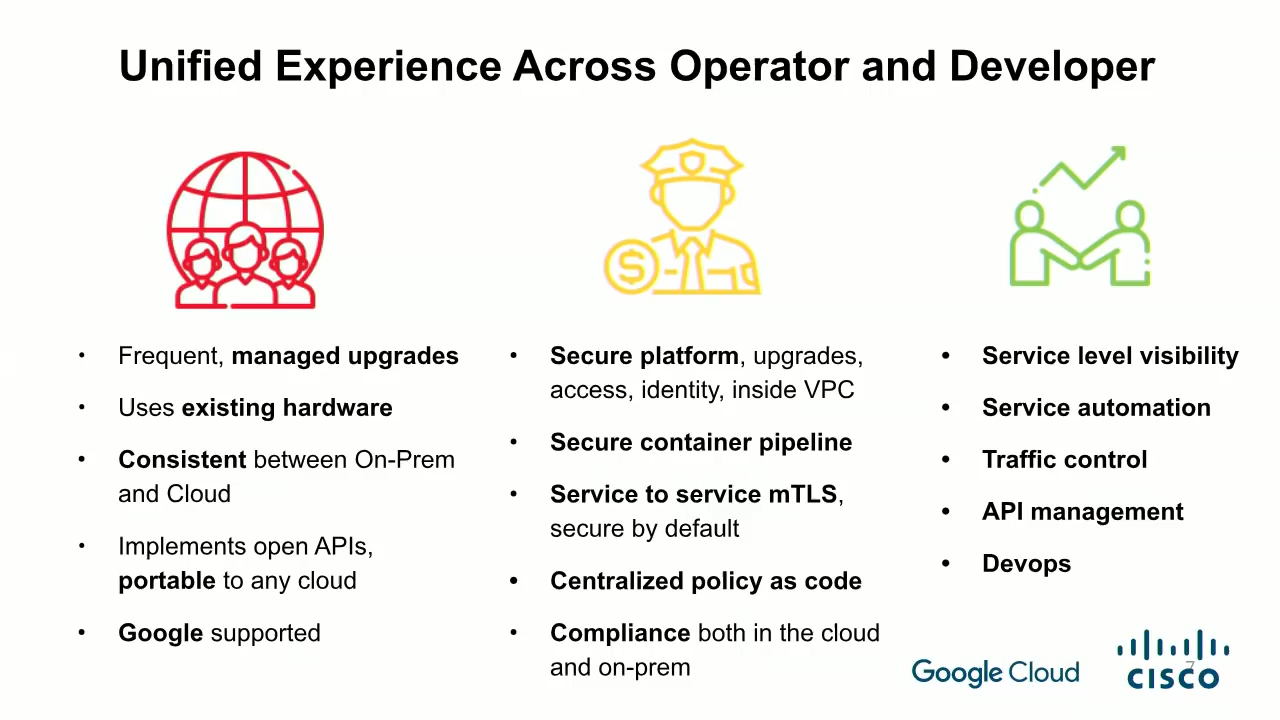 Unified Experience Across Operator and Developer
$
• Frequent, managed upgrades
• Uses existing hardware
• Consistent between On-Prem
and Cloud
• Implements open APIs,
portable to any cloud
• Google supported
• Secure platform, upgrades,
access, identity, inside VPC
• Secure container pipeline
• Service to service mTLS,
secure by default
• Centralized policy as code
• Compliance both in the cloud
and on-prem
• Service level visibility
• Service automation
• Traffic control
• API management
• Devops
Google Cloud
CISCO
7